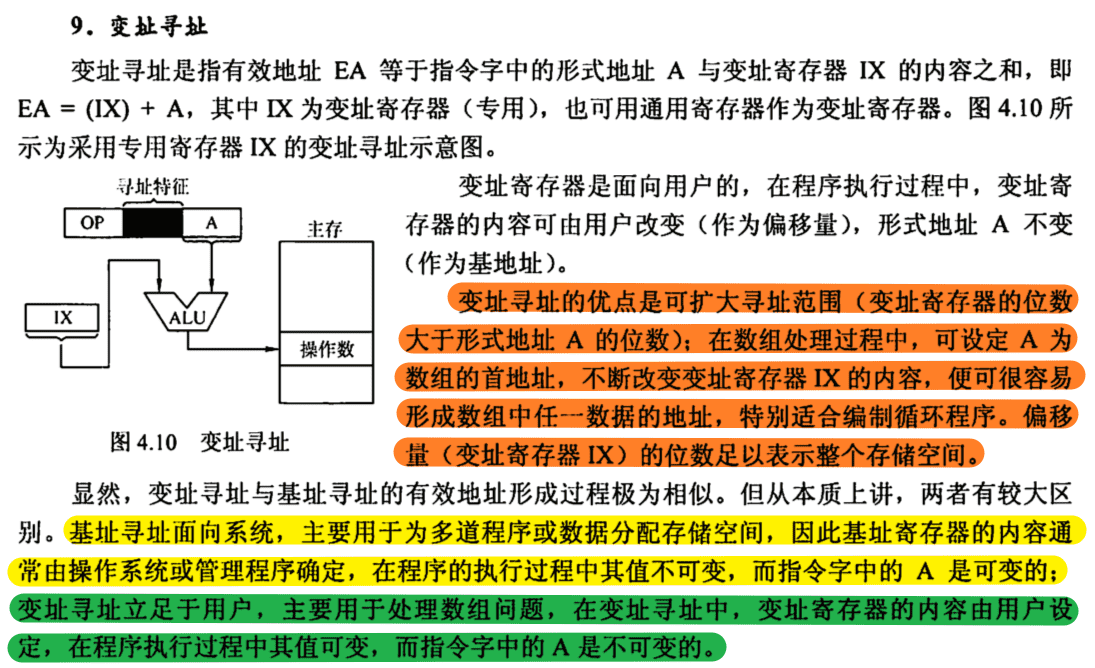 9. 变址寻址
变址寻址是指有效地址 EA 等于指令字中的形式地址 A 与变址寄存器 IX 的内容之和，即
EA = (IX) + A，其中 IX 为变址寄存器（专用），也可用通用寄存器作为变址寄存器。图 4.10 所
示为采用专用寄存器 IX 的变址寻址示意图。
寻址特征
OP
A
主存
IX
ALU
操作数
图 4.10 变址寻址
变址寄存器是面向用户的，在程序执行过程中，变址寄
存器的内容可由用户改变（作为偏移量），形式地址 A 不变
（作为基地址）。
变址寻址的优点是可扩大寻址范围（变址寄存器的位数
大于形式地址 A 的位数）；在数组处理过程中，可设定 A 为
数组的首地址，不断改变变址寄存器 IX 的内容，便可很容易
形成数组中任一数据的地址，特别适合编制循环程序。偏移
量（变址寄存器 IX）的位数足以表示整个存储空间。
显然，变址寻址与基址寻址的有效地址形成过程极为相似。但从本质上讲，两者有较大区
别。基址寻址面向系统，主要用于为多道程序或数据分配存储空间，因此基址寄存器的内容通
常由操作系统或管理程序确定，在程序的执行过程中其值不可变，而指令字中的 A 是可变的；
变址寻址立足于用户，主要用于处理数组问题，在变址寻址中，变址寄存器的内容由用户设
定，在程序执行过程中其值可变，而指令字中的 A 是不可变的。